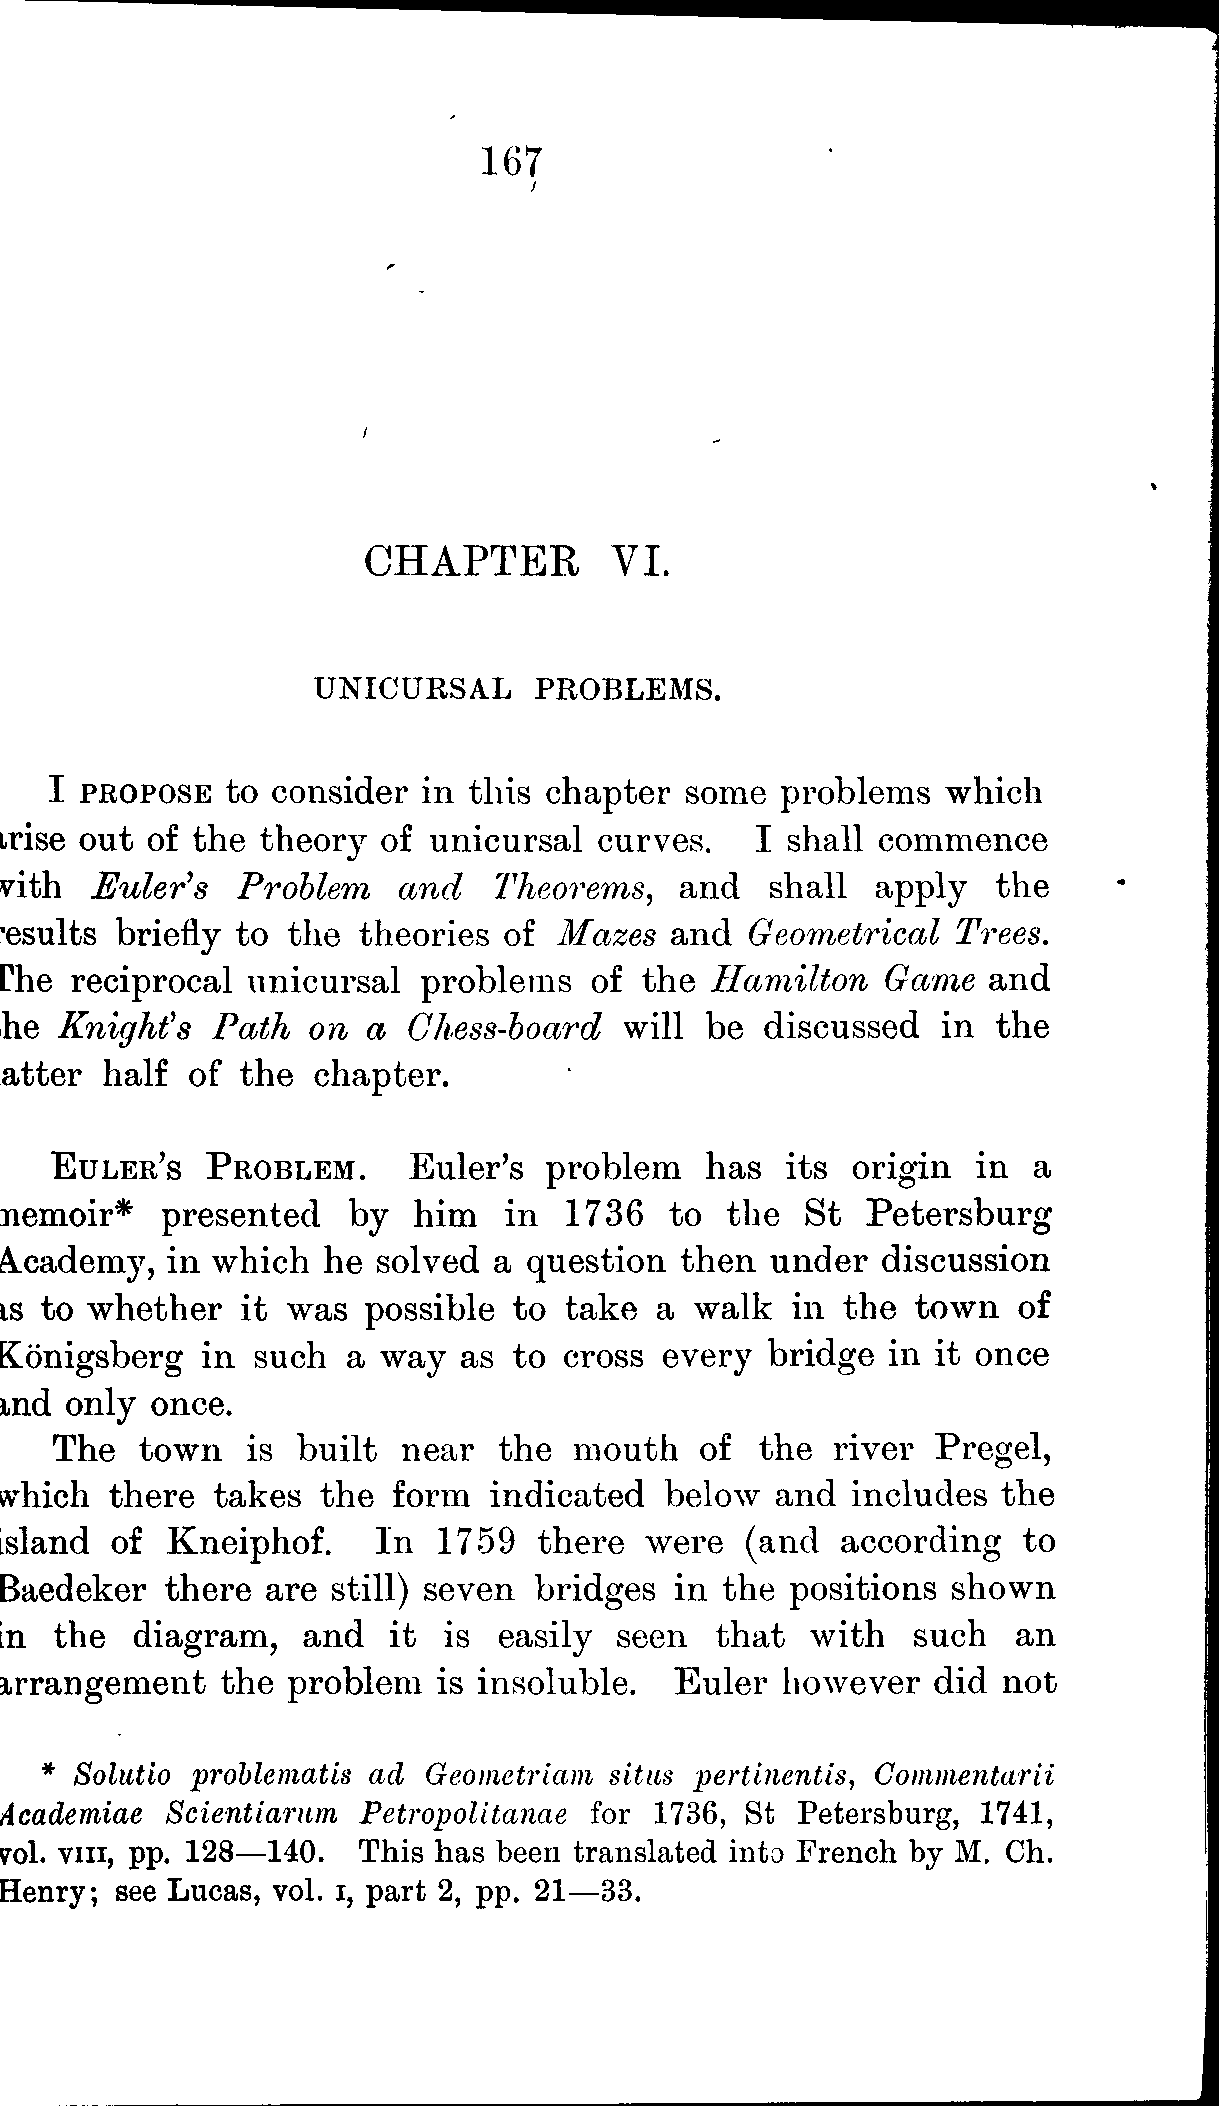 167
CHAPTER VI.
UNICURSAL PROBLEMS.
I PROPOSE to consider in this chapter some problems which
arise out of the theory of unicursal curves. I shall commence
with Euler's Problem and Theorems, and shall apply the
results briefly to the theories of Mazes and Geometrical Trees.
The reciprocal unicursal problems of the Hamilton Game and
the Knight's Path on a Chess-board will be discussed in the
latter half of the chapter.
EULER'S PROBLEM. Euler's problem has its origin in a
memoir* presented by him in 1736 to the St Petersburg
Academy, in which he solved a question then under discussion
as to whether it was possible to take a walk in the town of
Königsberg in such a way as to cross every bridge in it once
and only once.
The town is built near the mouth of the river Pregel,
which there takes the form indicated below and includes the
island of Kneiphof. In 1759 there were (and according to
Baedeker there are still) seven bridges in the positions shown
in the diagram, and it is easily seen that with such an
arrangement the problem is insoluble. Euler however did not
* Solutio problematis ad Geometriam situs pertinentis, Commentarii
Academiae Scientiarum Petropolitanae for 1736, St Petersburg, 1741,
vol. VIII, pp. 128—140. This has been translated into French by M. Ch.
Henry; see Lucas, vol. I, part 2, pp. 21—33.